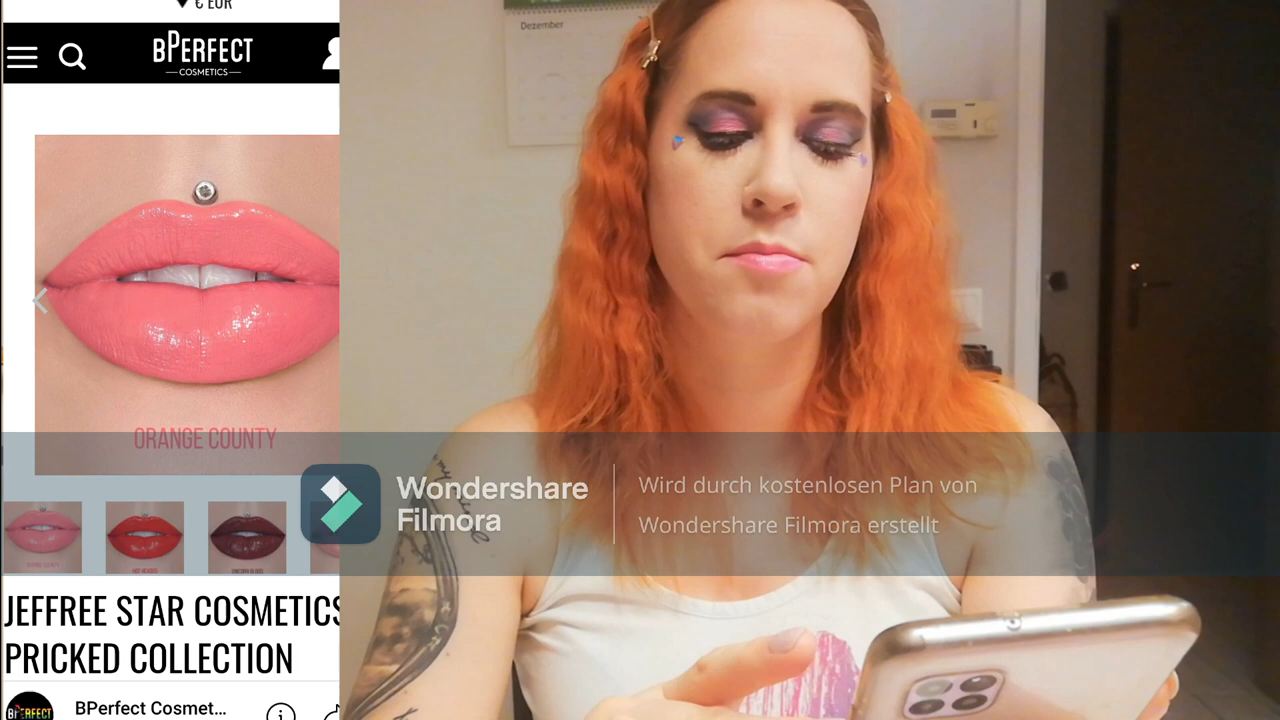 € EUR
BPERFECT
COSMETICS
ORANGE COUNTY
JEFFREE STAR COSMETICS
PRICKED COLLECTION
BPERFECT
BPerfect Cosmet...
Dezember
Wondershare
Filmora
Wird durch kostenlosen Plan von
Wondershare Filmora erstellt